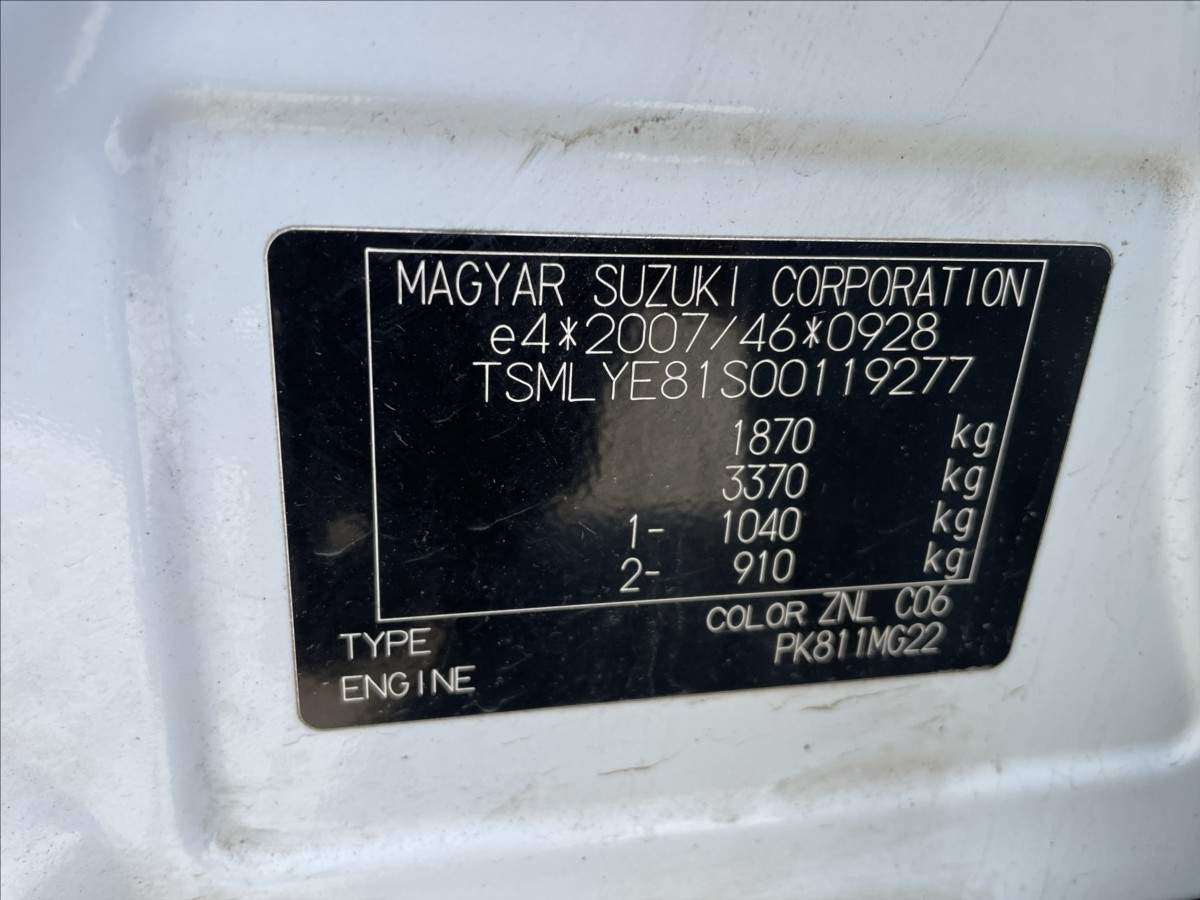 MAGYAR SUZUKI CORPORATION
e4*2007/46*0928
TSMLYE81S00119277
1870 kg
3370 kg
1- 1040 kg
2- 910 kg
COLOR ZNL C06
TYPE PK811MG22
ENGINE